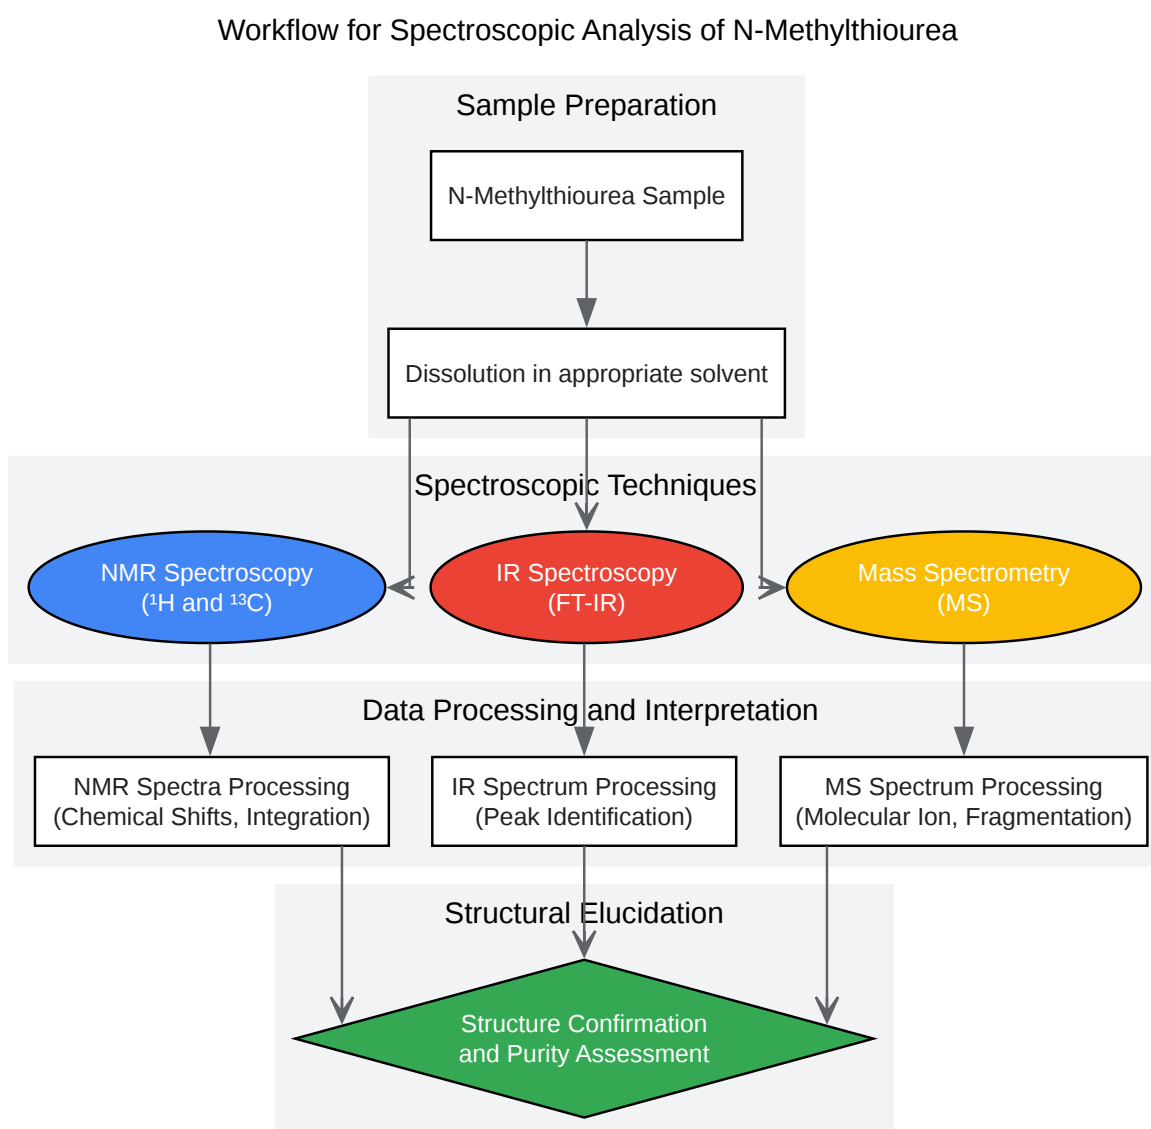 Workflow for Spectroscopic Analysis of N-Methylthiourea
Sample Preparation
N-Methylthiourea Sample
Dissolution in appropriate solvent
Spectroscopic Techniques
NMR Spectroscopy
(¹H and ¹³C)
IR Spectroscopy
(FT-IR)
Mass Spectrometry
(MS)
Data Processing and Interpretation
NMR Spectra Processing
(Chemical Shifts, Integration)
IR Spectrum Processing
(Peak Identification)
MS Spectrum Processing
(Molecular Ion, Fragmentation)
Structural Elucidation
Structure Confirmation
and Purity Assessment